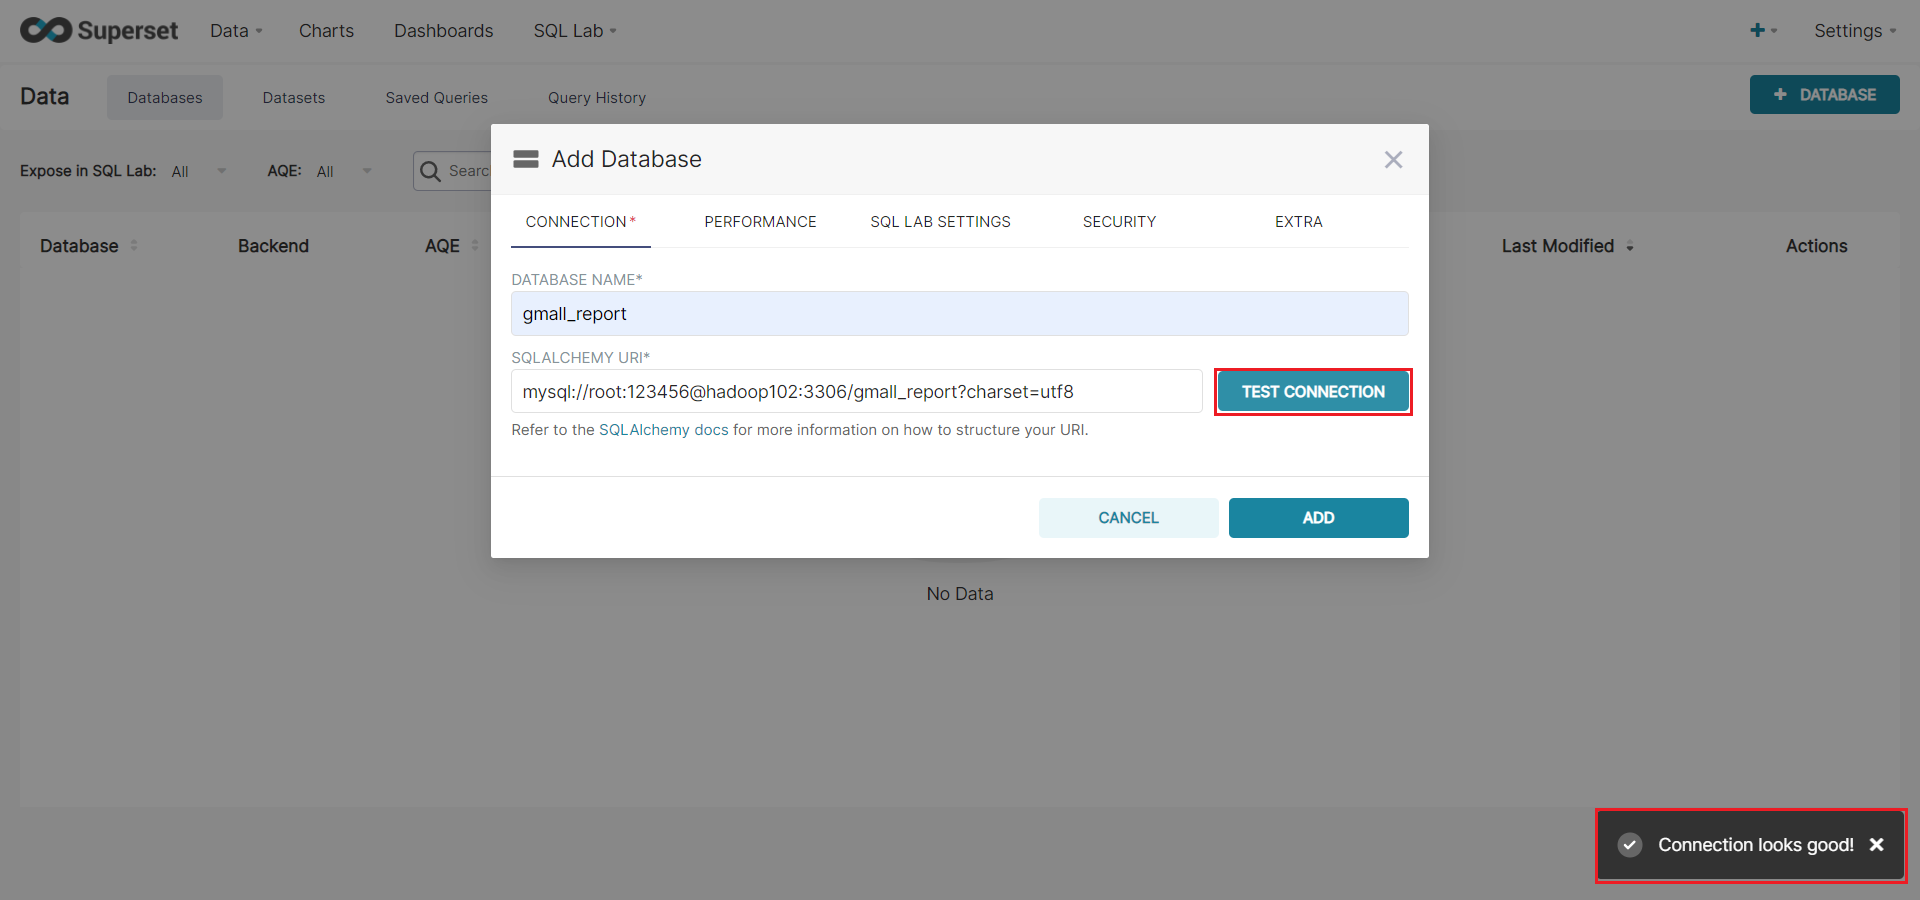 Superset Data Charts Dashboards SQL Lab + Settings
Data Databases Datasets Saved Queries Query History + DATABASE
Expose in SQL Lab: All AQE: All
Add Database
CONNECTION* PERFORMANCE SQL LAB SETTINGS SECURITY EXTRA
Database Backend AQE Last Modified Actions
DATABASE NAME*
gmall_report
SQLALCHEMY URI*
mysql://root:123456@hadoop102:3306/gmall_report?charset=utf8 TEST CONNECTION
Refer to the SQLAlchemy docs for more information on how to structure your URI.
CANCEL ADD
No Data
Connection looks good!